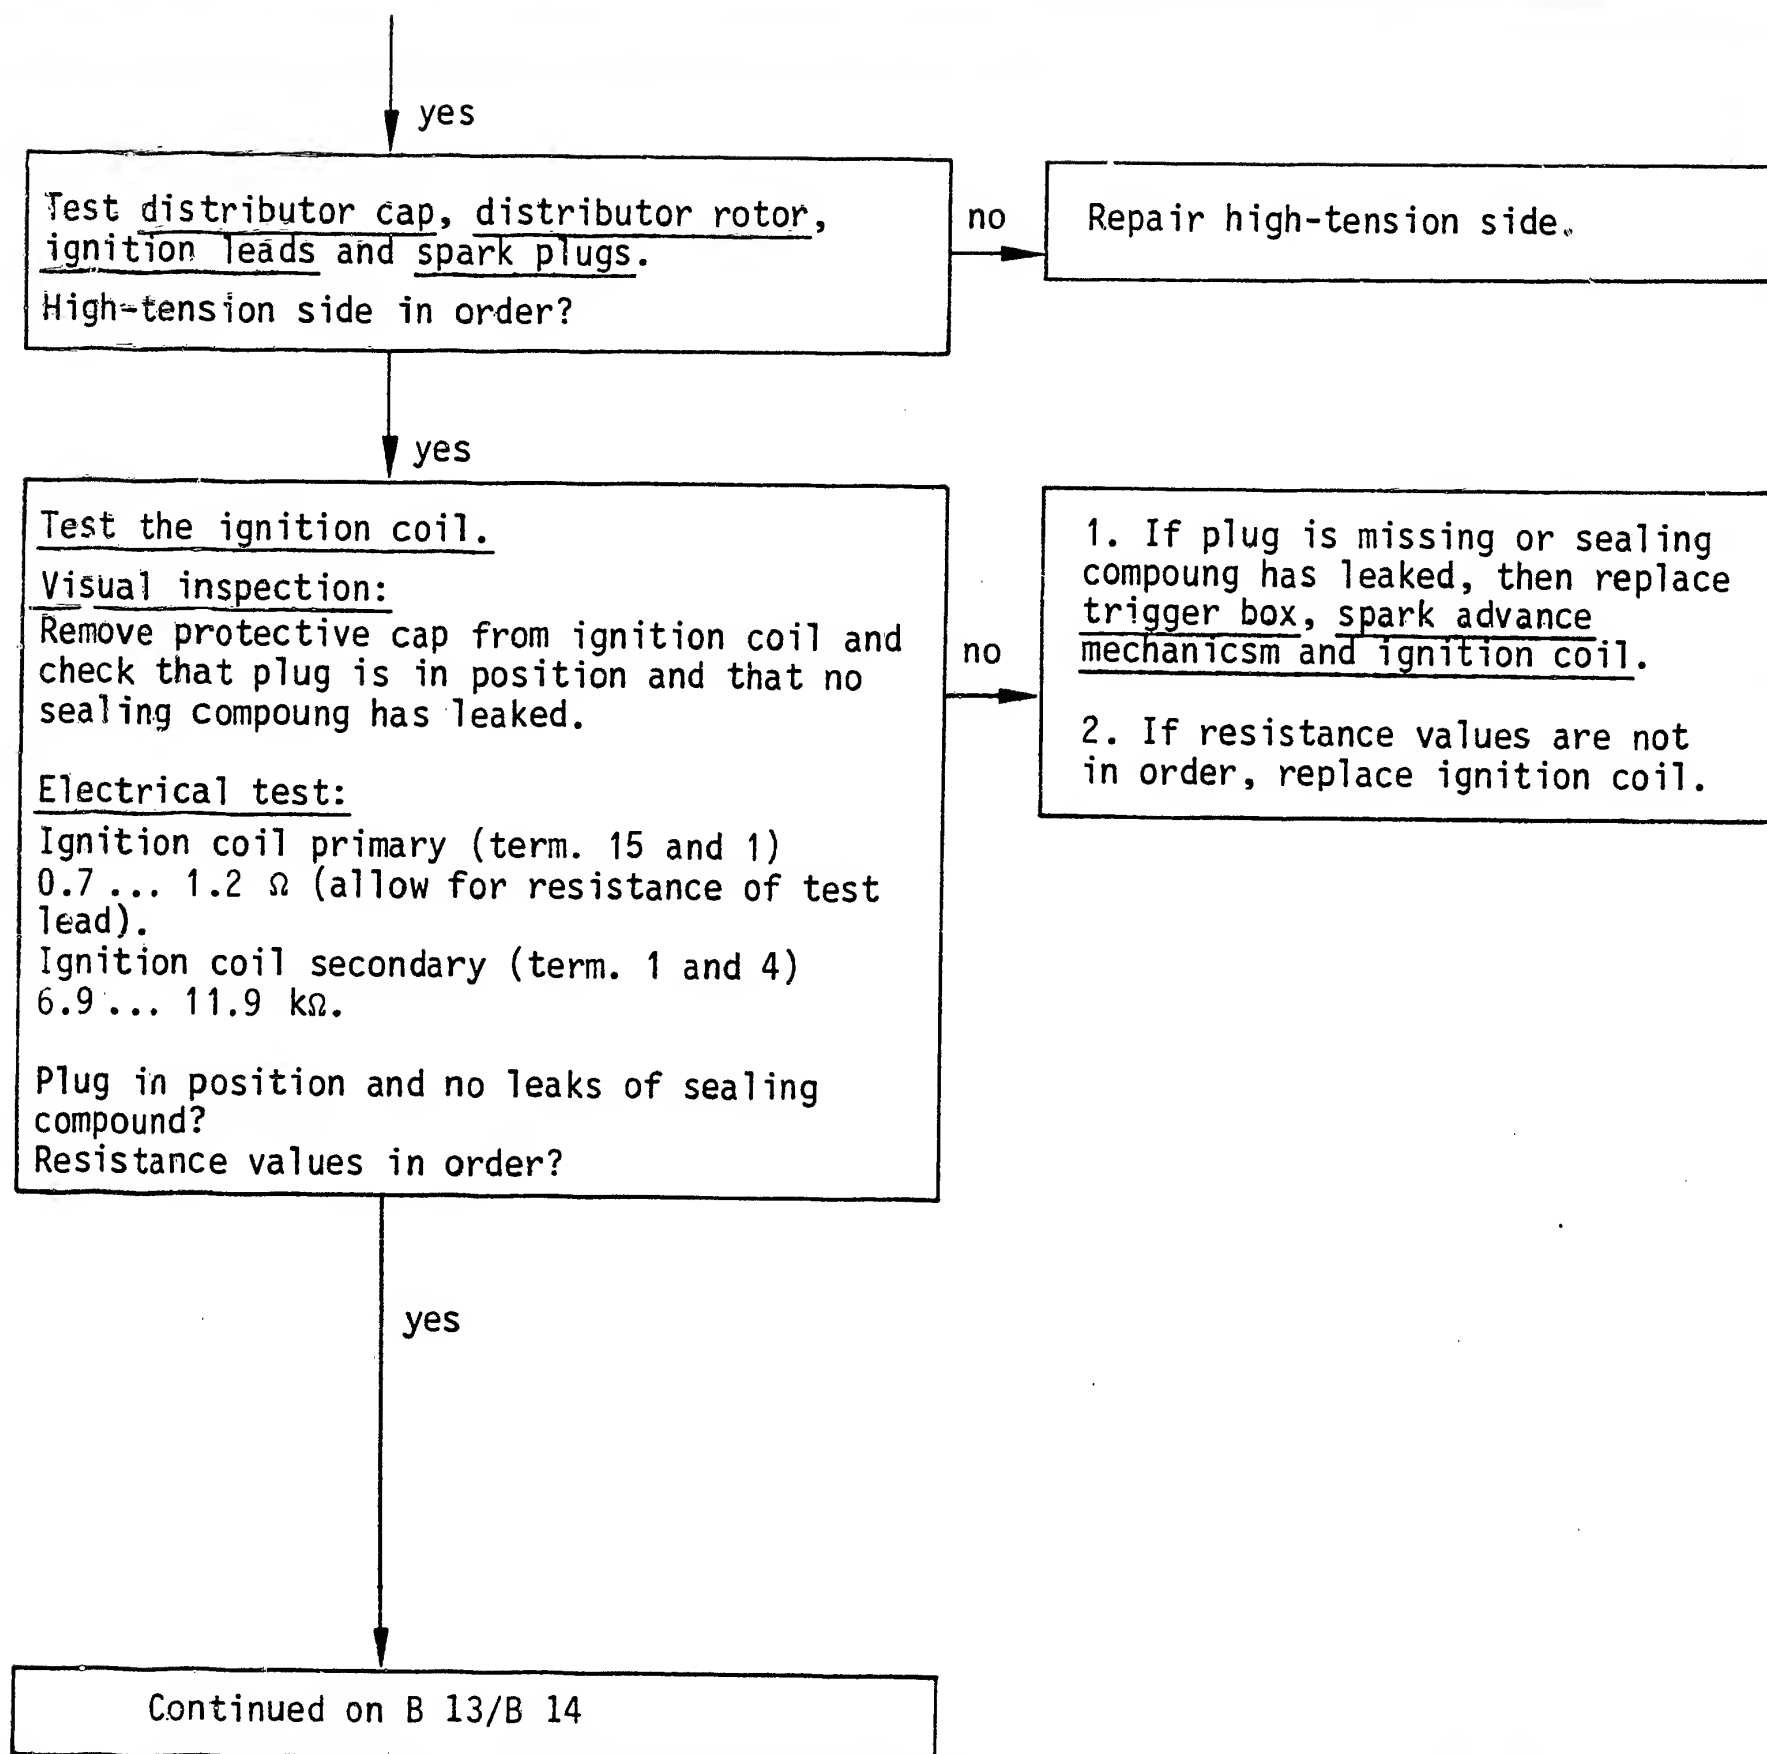 yes
Test distributor cap, distributor rotor,
ignition leads and spark plugs.
High-tension side in order?
no
Repair high-tension side.
yes
Test the ignition coil.
Visual inspection:
Remove protective cap from ignition coil and
check that plug is in position and that no
sealing compoung has leaked.
Electrical test:
Ignition coil primary (term. 15 and 1)
0.7 ... 1.2 Ω (allow for resistance of test
lead).
Ignition coil secondary (term. 1 and 4)
6.9 ... 11.9 kΩ.
Plug in position and no leaks of sealing
compound?
Resistance values in order?
no
1. If plug is missing or sealing
compoung has leaked, then replace
trigger box, spark advance
mechanicsm and ignition coil.
2. If resistance values are not
in order, replace ignition coil.
yes
Continued on B 13/B 14